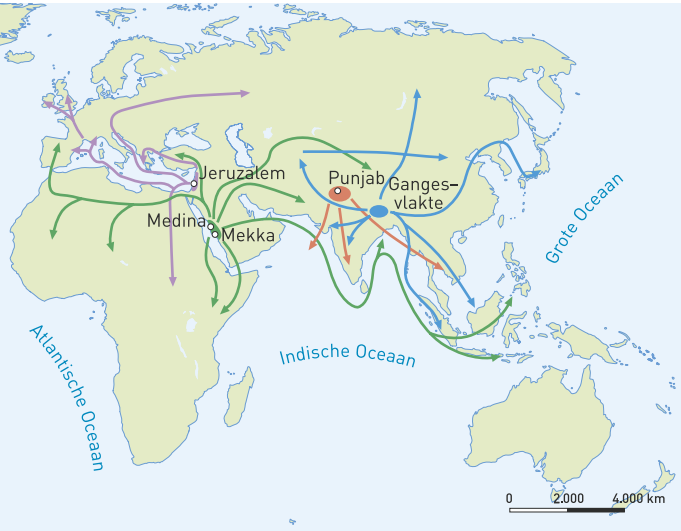 Jeruzalem
Punjab
Ganges–
vlakte
Medina
Mekka
Grote Oceaan
Atlantische Oceaan
Indische Oceaan
0 2.000 4.000 km